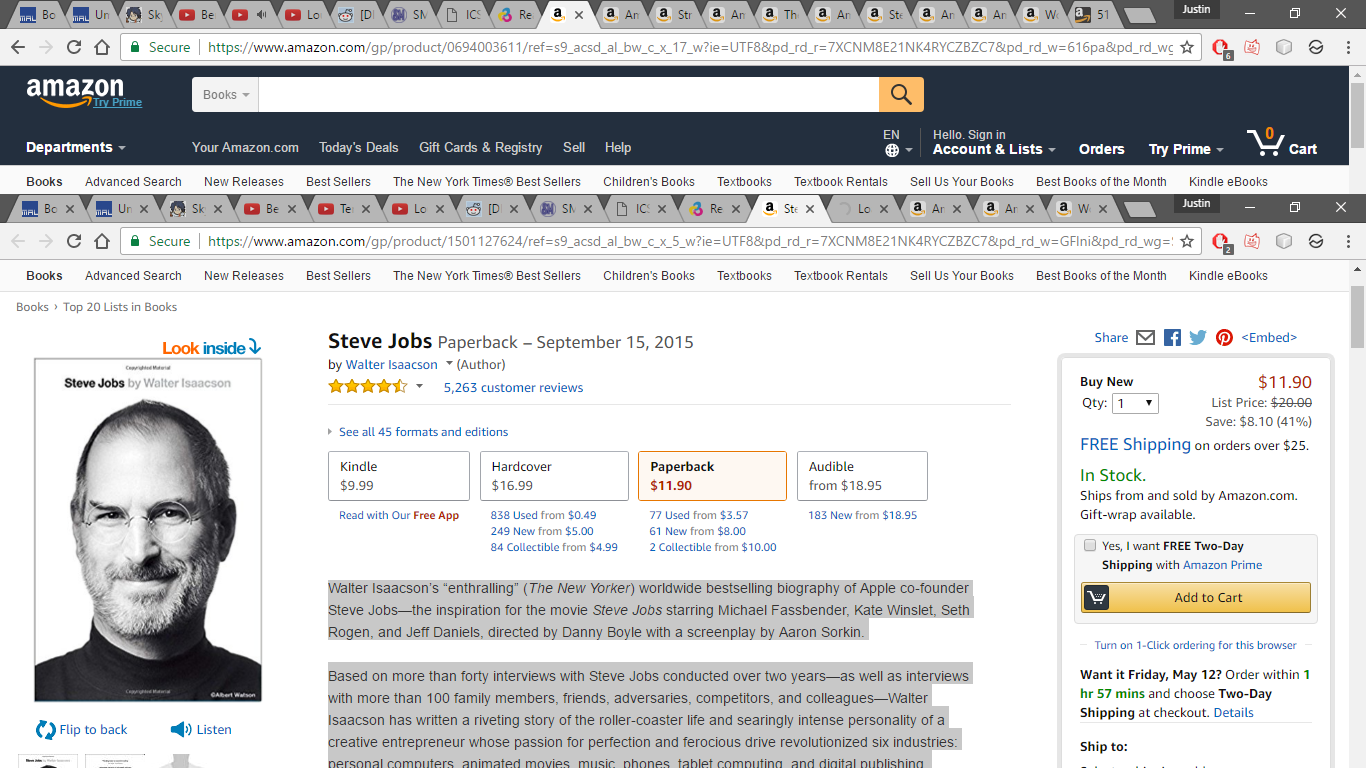 Bo Un Sky Be Lo [D SM ICS Re An Str An Th An Ste An An An Wo 51 Justin
Secure https://www.amazon.com/gp/product/0694003611/ref=s9_acsd_al_bw_c_x_17_w?ie=UTF8&pd_rd_r=7XCNM8E21NK4RYCZBZC7&pd_rd_w=616pa&pd_rd_wg 6
amazon
Try Prime
Books
Departments Your Amazon.com Today's Deals Gift Cards & Registry Sell Help
EN Hello. Sign in
Account & Lists Orders Try Prime 0 Cart
Books Advanced Search New Releases Best Sellers The New York Times® Best Sellers Children's Books Textbooks Textbook Rentals Sell Us Your Books Best Books of the Month Kindle eBooks
Bo Un Sky Be Te Lo [D SM ICS Re Ste Lo An An Wo Justin
Secure https://www.amazon.com/gp/product/1501127624/ref=s9_acsd_al_bw_c_x_5_w?ie=UTF8&pd_rd_r=7XCNM8E21NK4RYCZBZC7&pd_rd_w=GFIni&pd_rd_wg= 2
Books Advanced Search New Releases Best Sellers The New York Times® Best Sellers Children's Books Textbooks Textbook Rentals Sell Us Your Books Best Books of the Month Kindle eBooks
Books › Top 20 Lists in Books
Look inside
Copyrighted Material
Steve Jobs by Walter Isaacson
Copyrighted Material
©Albert Watson
Flip to back Listen
Steve Jobs Paperback – September 15, 2015
by Walter Isaacson (Author)
5,263 customer reviews
See all 45 formats and editions
Kindle
$9.99
Read with Our Free App
Hardcover
$16.99
838 Used from $0.49
249 New from $5.00
84 Collectible from $4.99
Paperback
$11.90
77 Used from $3.57
61 New from $8.00
2 Collectible from $10.00
Audible
from $18.95
183 New from $18.95
Walter Isaacson's “enthralling” (The New Yorker) worldwide bestselling biography of Apple co-founder
Steve Jobs—the inspiration for the movie Steve Jobs starring Michael Fassbender, Kate Winslet, Seth
Rogen, and Jeff Daniels, directed by Danny Boyle with a screenplay by Aaron Sorkin.
Based on more than forty interviews with Steve Jobs conducted over two years—as well as interviews
with more than 100 family members, friends, adversaries, competitors, and colleagues—Walter
Isaacson has written a riveting story of the roller-coaster life and searingly intense personality of a
creative entrepreneur whose passion for perfection and ferocious drive revolutionized six industries:
personal computers, animated movies, music, phones, tablet computing, and digital publishing.
Share <Embed>
Buy New $11.90
Qty: 1 List Price: $20.00
Save: $8.10 (41%)
FREE Shipping on orders over $25.
In Stock.
Ships from and sold by Amazon.com.
Gift-wrap available.
Yes, I want FREE Two-Day
Shipping with Amazon Prime
Add to Cart
Turn on 1-Click ordering for this browser
Want it Friday, May 12? Order within 1
hr 57 mins and choose Two-Day
Shipping at checkout. Details
Ship to: